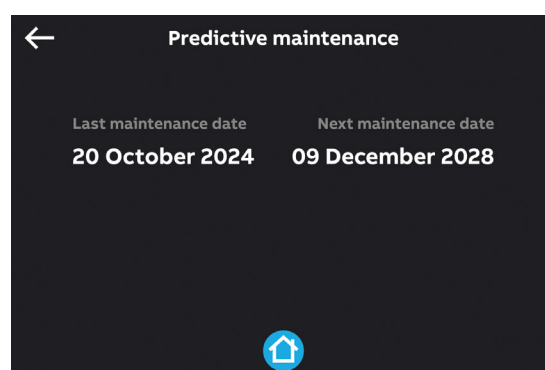 Predictive maintenance
Last maintenance date Next maintenance date
20 October 2024 09 December 2028